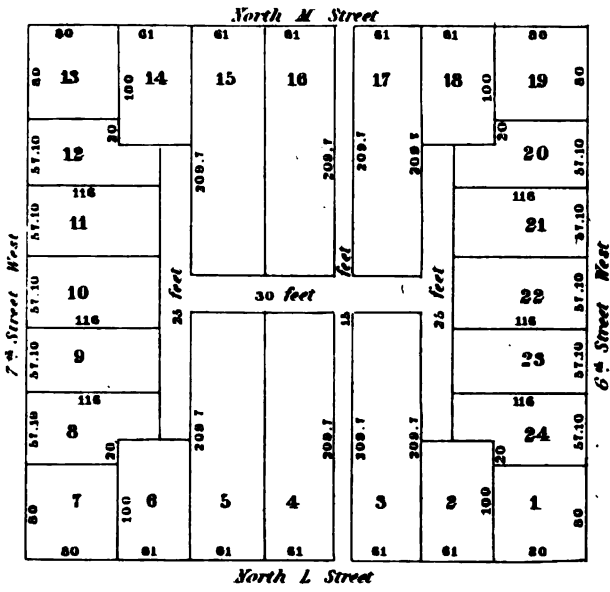 North M Street
80 61 61 61 61 61 80
80 13 100 14 15 16 17 18 100 19 80
20 20
57.10 12 209.7 209.7 209.7 209.7 20 57.10
116 116
57.10 11 21 57.10
7th Street West
57.10 10 25 feet 30 feet 15 feet 25 feet 22 57.10
6th Street West
116 116
57.10 9 23 57.10
116 116
57.10 8 209.7 209.7 209.7 209.7 24 57.10
20 20
80 7 100 6 5 4 3 2 100 1 80
80 61 61 61 61 61 80
North L Street